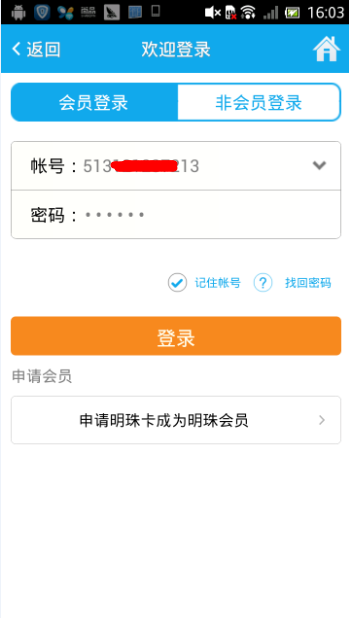 16:03
返回 欢迎登录
会员登录 非会员登录
帐号：513 213
密码：••••••
记住帐号 ? 找回密码
登录
申请会员
申请明珠卡成为明珠会员